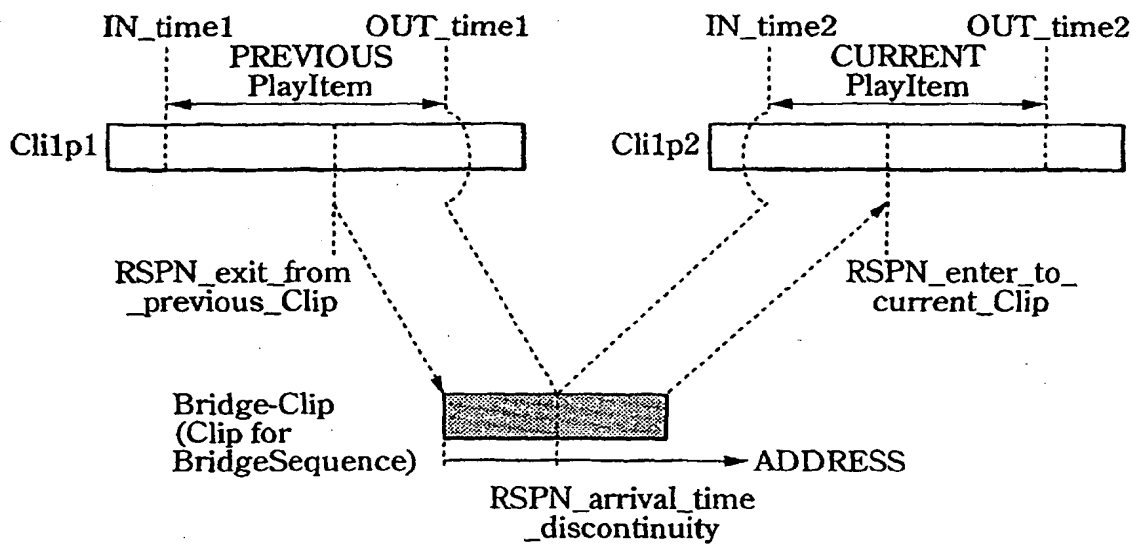 IN_time1
OUT_time1
IN_time2
OUT_time2
PREVIOUS
PlayItem
CURRENT
PlayItem
Cli1p1
Cli1p2
RSPN_exit_from
_previous_Clip
RSPN_enter_to_
current_Clip
Bridge-Clip
(Clip for
BridgeSequence)
ADDRESS
RSPN_arrival_time
_discontinuity